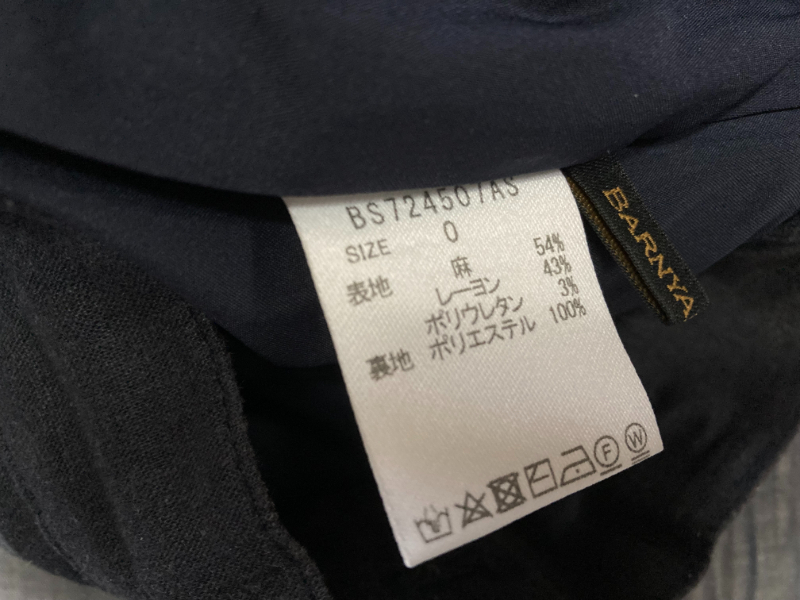 BS724507AS
SIZE 0
表地 麻 54%
レーヨン 43%
ポリウレタン 3%
裏地 ポリエステル 100%
F W
BARNYA